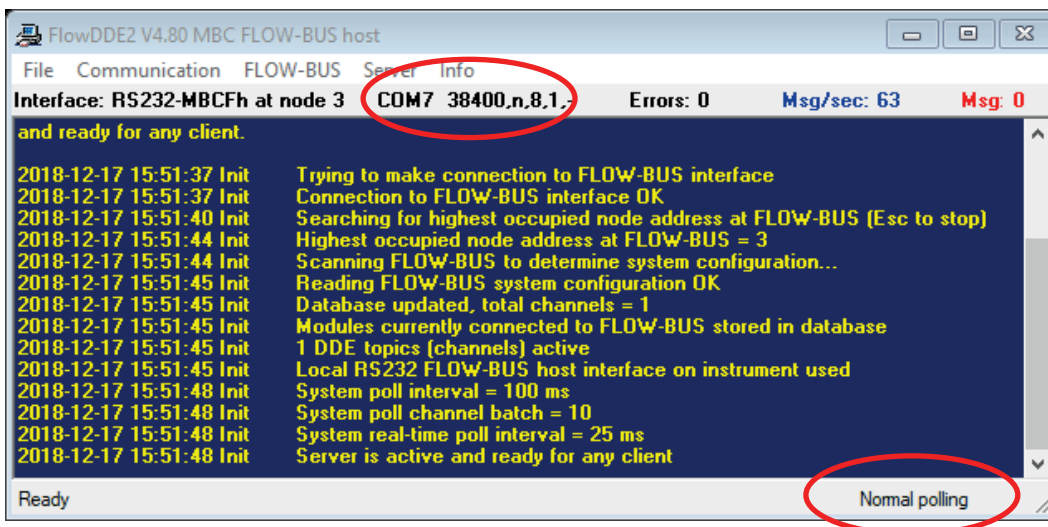 FlowDDE2 V4.80 MBC FLOW-BUS host
File Communication FLOW-BUS Server Info
Interface: RS232-MBCFh at node 3 COM7 38400,n,8,1,- Errors: 0 Msg/sec: 63 Msg: 0
and ready for any client.
2018-12-17 15:51:37 Init Trying to make connection to FLOW-BUS interface
2018-12-17 15:51:37 Init Connection to FLOW-BUS interface OK
2018-12-17 15:51:40 Init Searching for highest occupied node address at FLOW-BUS (Esc to stop)
2018-12-17 15:51:44 Init Highest occupied node address at FLOW-BUS = 3
2018-12-17 15:51:44 Init Scanning FLOW-BUS to determine system configuration...
2018-12-17 15:51:45 Init Reading FLOW-BUS system configuration OK
2018-12-17 15:51:45 Init Database updated, total channels = 1
2018-12-17 15:51:45 Init Modules currently connected to FLOW-BUS stored in database
2018-12-17 15:51:45 Init 1 DDE topics (channels) active
2018-12-17 15:51:45 Init Local RS232 FLOW-BUS host interface on instrument used
2018-12-17 15:51:48 Init System poll interval = 100 ms
2018-12-17 15:51:48 Init System poll channel batch = 10
2018-12-17 15:51:48 Init System real-time poll interval = 25 ms
2018-12-17 15:51:48 Init Server is active and ready for any client
Ready Normal polling